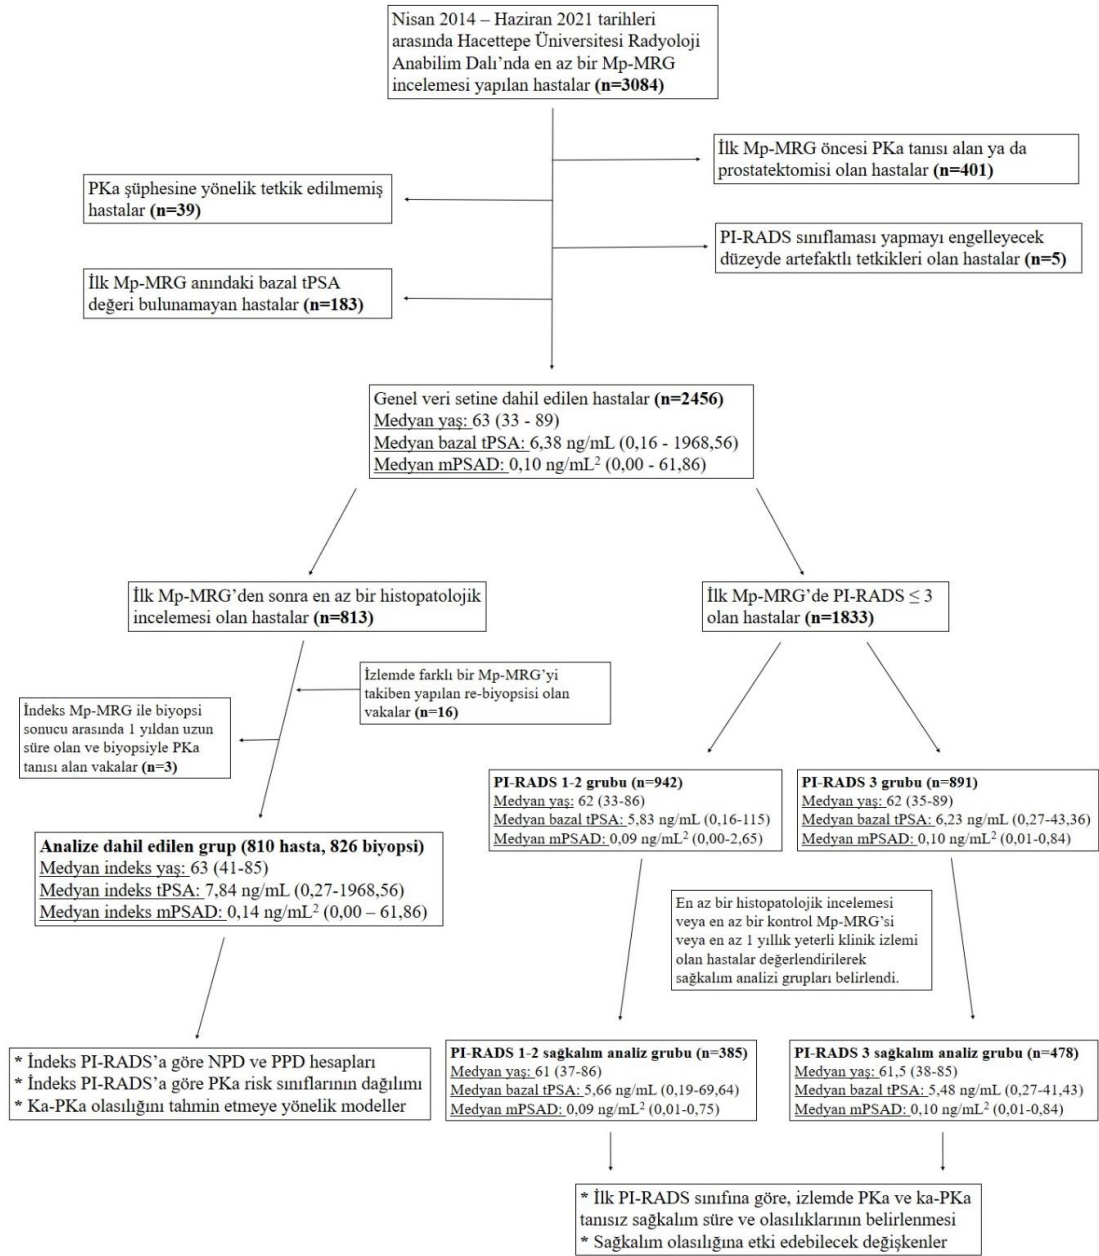 Nisan 2014 – Haziran 2021 tarihleri
arasında Hacettepe Üniversitesi Radyoloji
Anabilim Dalı'nda en az bir Mp-MRG
incelemesi yapılan hastalar (n=3084)
İlk Mp-MRG öncesi PKa tanısı alan ya da
prostatektomisi olan hastalar (n=401)
PKa şüphesine yönelik tetkik edilmemiş
hastalar (n=39)
PI-RADS sınıflaması yapmayı engelleyecek
düzeyde artefaktlı tetkikleri olan hastalar (n=5)
İlk Mp-MRG anındaki bazal tPSA
değeri bulunamayan hastalar (n=183)
Genel veri setine dahil edilen hastalar (n=2456)
Medyan yaş: 63 (33 - 89)
Medyan bazal tPSA: 6,38 ng/mL (0,16 - 1968,56)
Medyan mPSAD: 0,10 ng/mL² (0,00 - 61,86)
İlk Mp-MRG'den sonra en az bir histopatolojik
incelemesi olan hastalar (n=813)
İlk Mp-MRG'de PI-RADS ≤ 3
olan hastalar (n=1833)
İzlemde farklı bir Mp-MRG'yi
takiben yapılan re-biyopsisi olan
vakalar (n=16)
İndeks Mp-MRG ile biyopsi
sonucu arasında 1 yıldan uzun
süre olan ve biyopsiyle PKa
tanısı alan vakalar (n=3)
PI-RADS 1-2 grubu (n=942)
Medyan yaş: 62 (33-86)
Medyan bazal tPSA: 5,83 ng/mL (0,16-115)
Medyan mPSAD: 0,09 ng/mL² (0,00-2,65)
PI-RADS 3 grubu (n=891)
Medyan yaş: 62 (35-89)
Medyan bazal tPSA: 6,23 ng/mL (0,27-43,36)
Medyan mPSAD: 0,10 ng/mL² (0,01-0,84)
Analize dahil edilen grup (810 hasta, 826 biyopsi)
Medyan indeks yaş: 63 (41-85)
Medyan indeks tPSA: 7,84 ng/mL (0,27-1968,56)
Medyan indeks mPSAD: 0,14 ng/mL² (0,00 – 61,86)
En az bir histopatolojik incelemesi
veya en az bir kontrol Mp-MRG'si
veya en az 1 yıllık yeterli klinik izlemi
olan hastalar değerlendirilerek
sağkalım analizi grupları belirlendi.
* İndeks PI-RADS'a göre NPD ve PPD hesapları
* İndeks PI-RADS'a göre PKa risk sınıflarının dağılımı
* Ka-PKa olasılığını tahmin etmeye yönelik modeller
PI-RADS 1-2 sağkalım analiz grubu (n=385)
Medyan yaş: 61 (37-86)
Medyan bazal tPSA: 5,66 ng/mL (0,19-69,64)
Medyan mPSAD: 0,09 ng/mL² (0,01-0,75)
PI-RADS 3 sağkalım analiz grubu (n=478)
Medyan yaş: 61,5 (38-85)
Medyan bazal tPSA: 5,48 ng/mL (0,27-41,43)
Medyan mPSAD: 0,10 ng/mL² (0,01-0,84)
* İlk PI-RADS sınıfına göre, izlemde PKa ve ka-PKa
tanısız sağkalım süre ve olasılıklarının belirlenmesi
* Sağkalım olasılığına etki edebilecek değişkenler